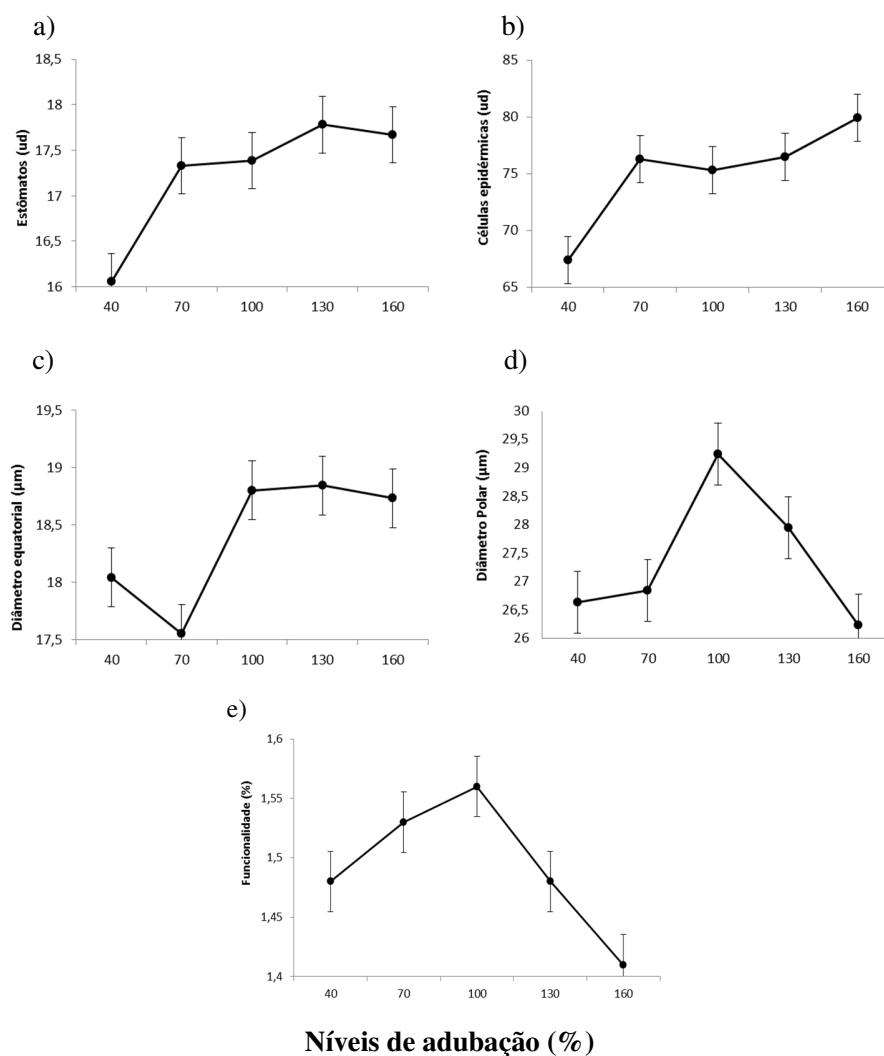 a)
18,5
18
17,5
17
16,5
16
Estômatos (ud)
40 70 100 130 160
b)
85
80
75
70
65
Células epidérmicas (ud)
40 70 100 130 160
c)
19,5
19
18,5
18
17,5
Diâmetro equatorial (µm)
40 70 100 130 160
d)
30
29,5
29
28,5
28
27,5
27
26,5
26
Diâmetro Polar (µm)
40 70 100 130 160
e)
1,6
1,55
1,5
1,45
1,4
Funcionalidade (%)
40 70 100 130 160
Níveis de adubação (%)